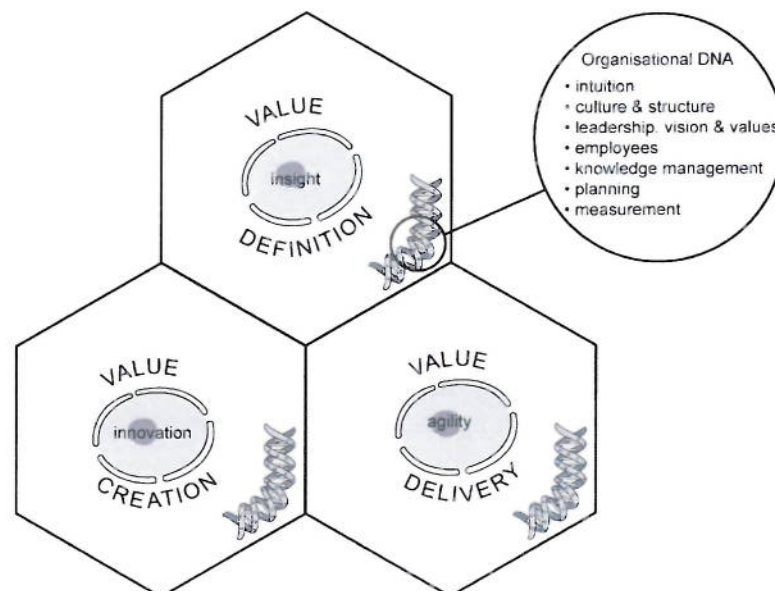 VALUE
insight
DEFINITION
Organisational DNA
• intuition
• culture & structure
• leadership, vision & values
• employees
• knowledge management
• planning
• measurement
VALUE
innovation
CREATION
VALUE
agility
DELIVERY